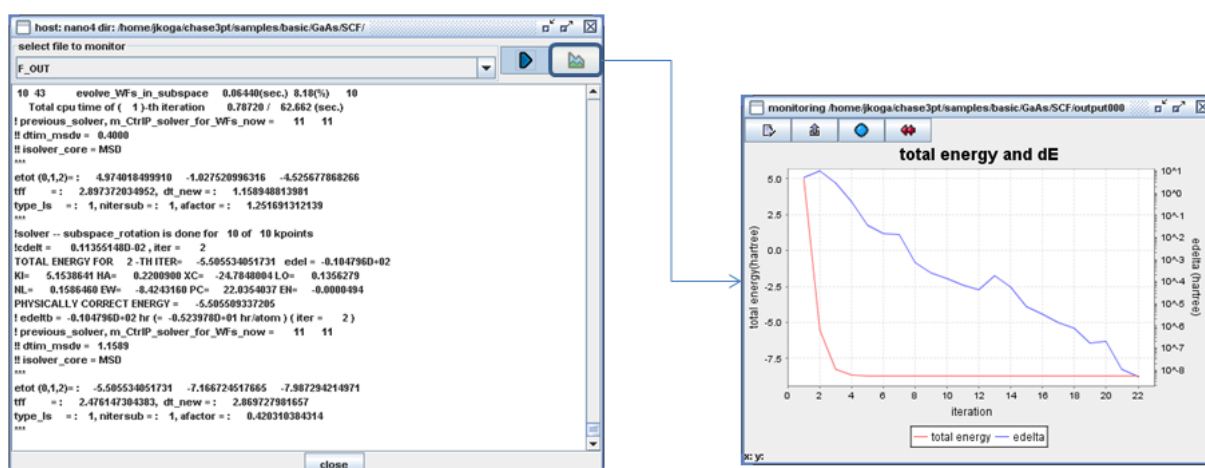 host: nano4 dir: /home/jkoga/chase3pt/samples/basic/GaAs/SCF/
select file to monitor
F_OUT
10 43 evolve_WFs_in_subspace 0.06440(sec.) 8.18(%) 10
Total cpu time of ( 1 )-th iteration 0.78720 / 62.662 (sec.)
! previous_solver, m_CtrlP_solver_for_WFs_now = 11 11
!! dtim_msdv = 0.4000
!! isolver_core = MSD
***
etot (0,1,2)= : 4.974018499910 -1.027520996316 -4.525677868266
tff = : 2.897372034952, dt_new = : 1.158948813981
type_ls = : 1, nitersub = : 1, afactor = : 1.251691312139
***
!solver -- subspace_rotation is done for 10 of 10 kpoints
!cdelt = 0.11355148D-02 , iter = 2
TOTAL ENERGY FOR 2 -TH ITER= -5.505534051731 edel = -0.104796D+02
KI= 5.1538641 HA= 0.2200900 XC= -24.7848004 LO= 0.1356279
NL= 0.1586460 EW= -8.4243160 PC= 22.0354037 EN= -0.0000494
PHYSICALLY CORRECT ENERGY = -5.505509337205
! edeltb = -0.104796D+02 hr (= -0.523978D+01 hr/atom ) ( iter = 2 )
! previous_solver, m_CtrlP_solver_for_WFs_now = 11 11
!! dtim_msdv = 1.1589
!! isolver_core = MSD
***
etot (0,1,2)= : -5.505534051731 -7.166724517665 -7.987294214971
tff = : 2.476147304383, dt_new = : 2.869727981657
type_ls = : 1, nitersub = : 1, afactor = : 0.420310384314
***
close
monitoring /home/jkoga/chase3pt/samples/basic/GaAs/SCF/output000
total energy and dE
total energy(hartree)
5.0
2.5
0.0
-2.5
-5.0
-7.5
10^1
10^0
10^-1
10^-2
10^-3
10^-4
10^-5
10^-6
10^-7
10^-8
edelta (hartree)
0 2 4 6 8 10 12 14 16 18 20 22
iteration
total energy edelta
x: y: